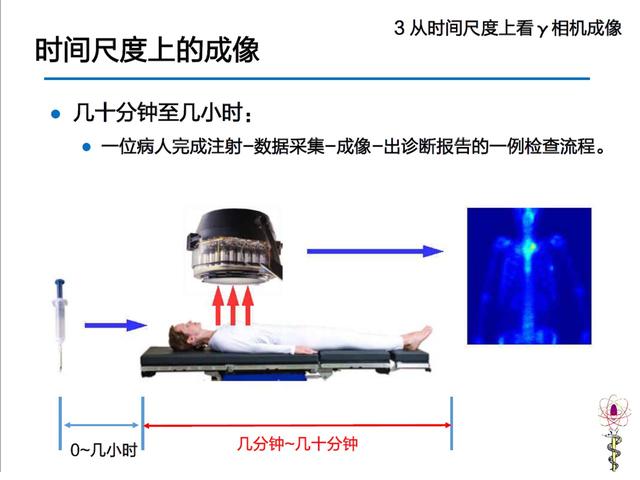 3 从时间尺度上看γ相机成像
时间尺度上的成像
几十分钟至几小时：
一位病人完成注射-数据采集-成像-出诊断报告的一例检查流程。
0~几小时
几分钟~几十分钟